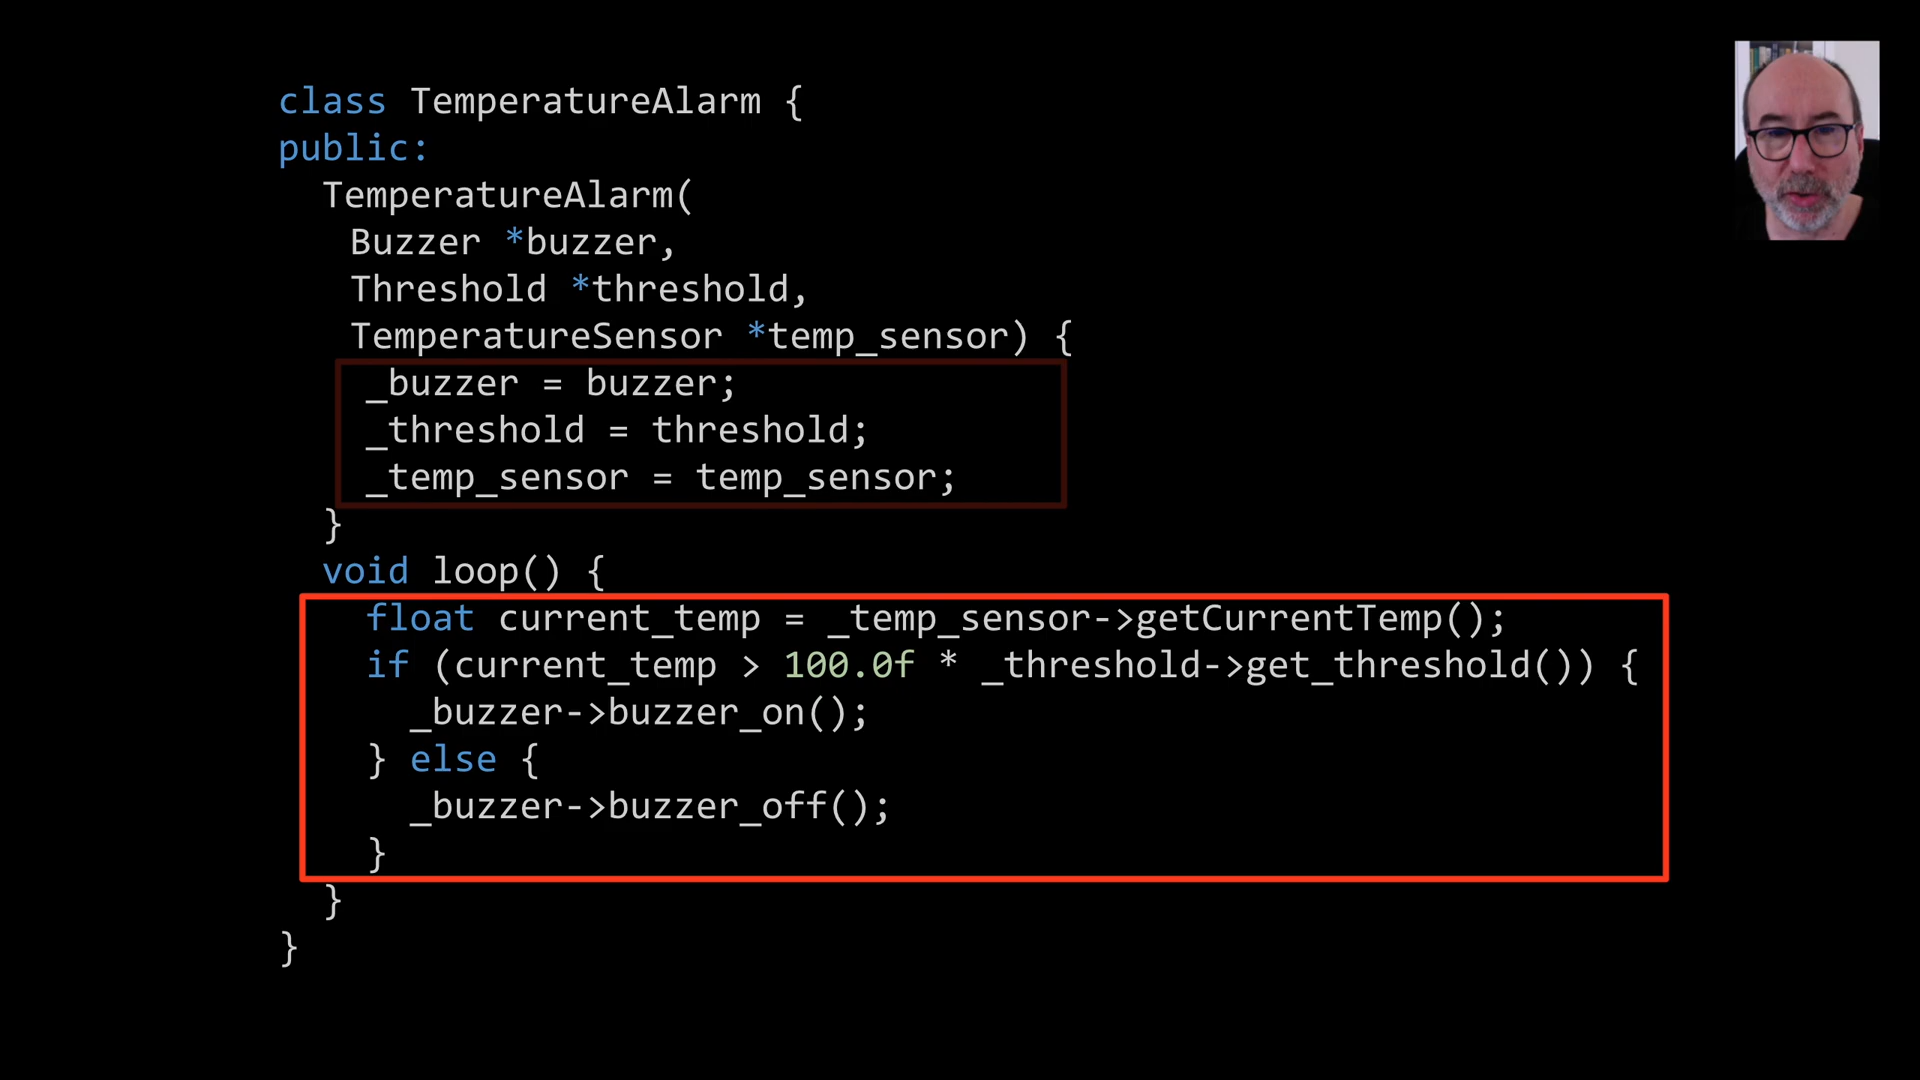 class TemperatureAlarm {
public:
TemperatureAlarm(
Buzzer *buzzer,
Threshold *threshold,
TemperatureSensor *temp_sensor) {
_buzzer = buzzer;
_threshold = threshold;
_temp_sensor = temp_sensor;
}
void loop() {
float current_temp = _temp_sensor->getCurrentTemp();
if (current_temp > 100.0f * _threshold->get_threshold()) {
_buzzer->buzzer_on();
} else {
_buzzer->buzzer_off();
}
}
}